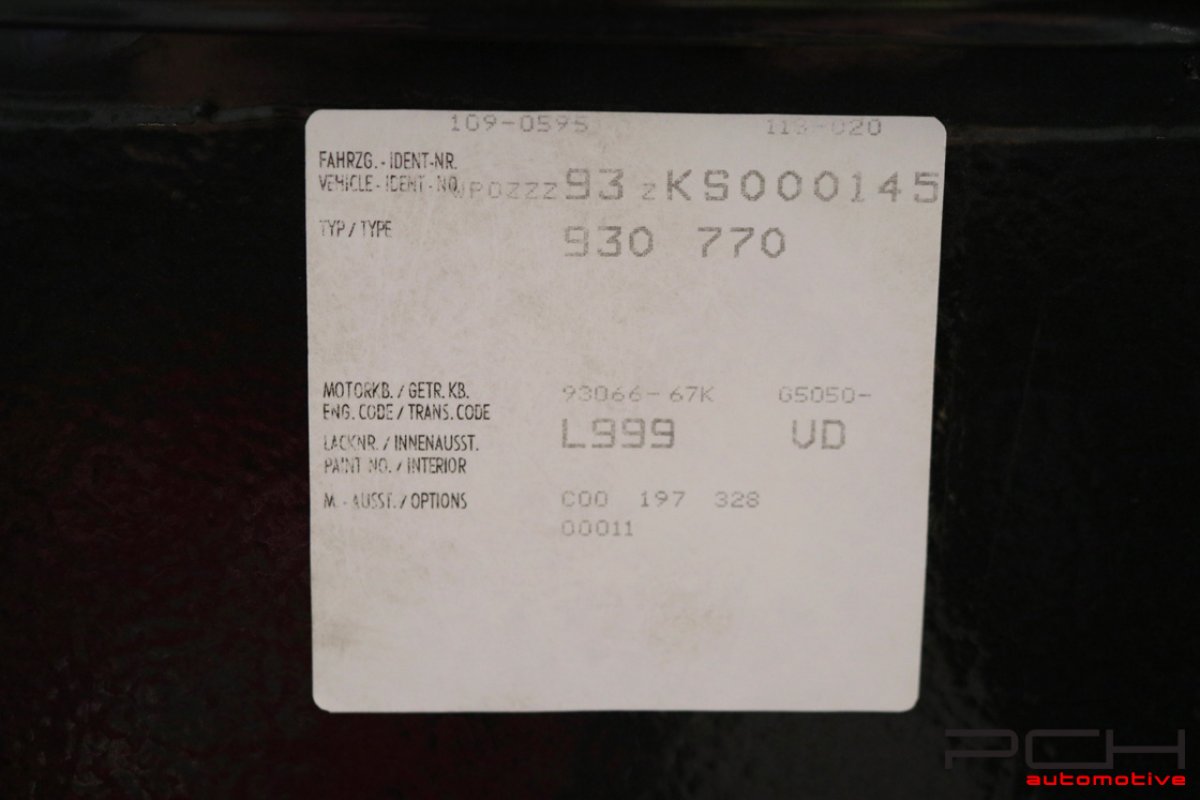 109-0595 113-020
FAHRZG.-IDENT-NR.
VEHICLE-IDENT-NO. WP0ZZZ93ZKS000145
TYP/TYPE 930 770
MOTORKB./GETR.KB. 93066-67K G5050-
ENG.CODE/TRANS.CODE
LACKNR./INNENAUSST. L999 VD
PAINT NO./INTERIOR
M.-AUSST./OPTIONS C00 197 328
00011
PCH
automotive